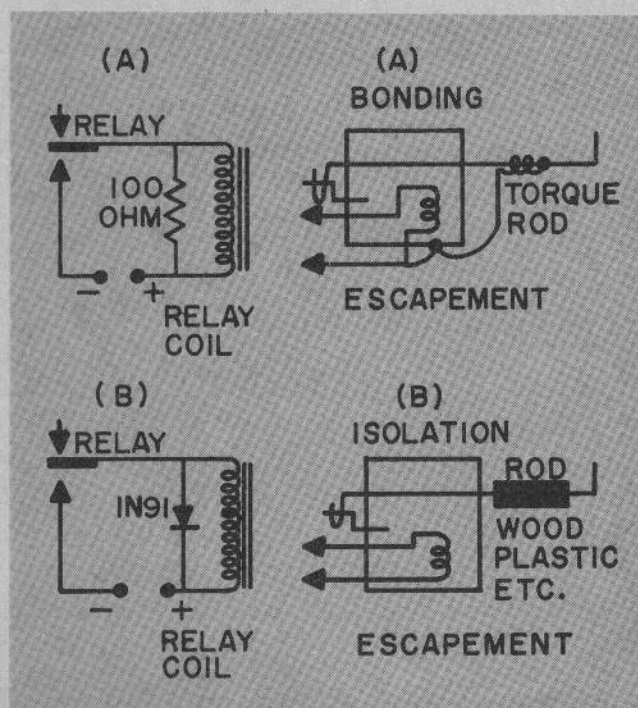 (A)
RELAY
100
OHM
- +
RELAY
COIL
(A)
BONDING
TORQUE
ROD
ESCAPEMENT
(B)
RELAY
1N91
- +
RELAY
COIL
(B)
ISOLATION
ROD
WOOD
PLASTIC
ETC.
ESCAPEMENT